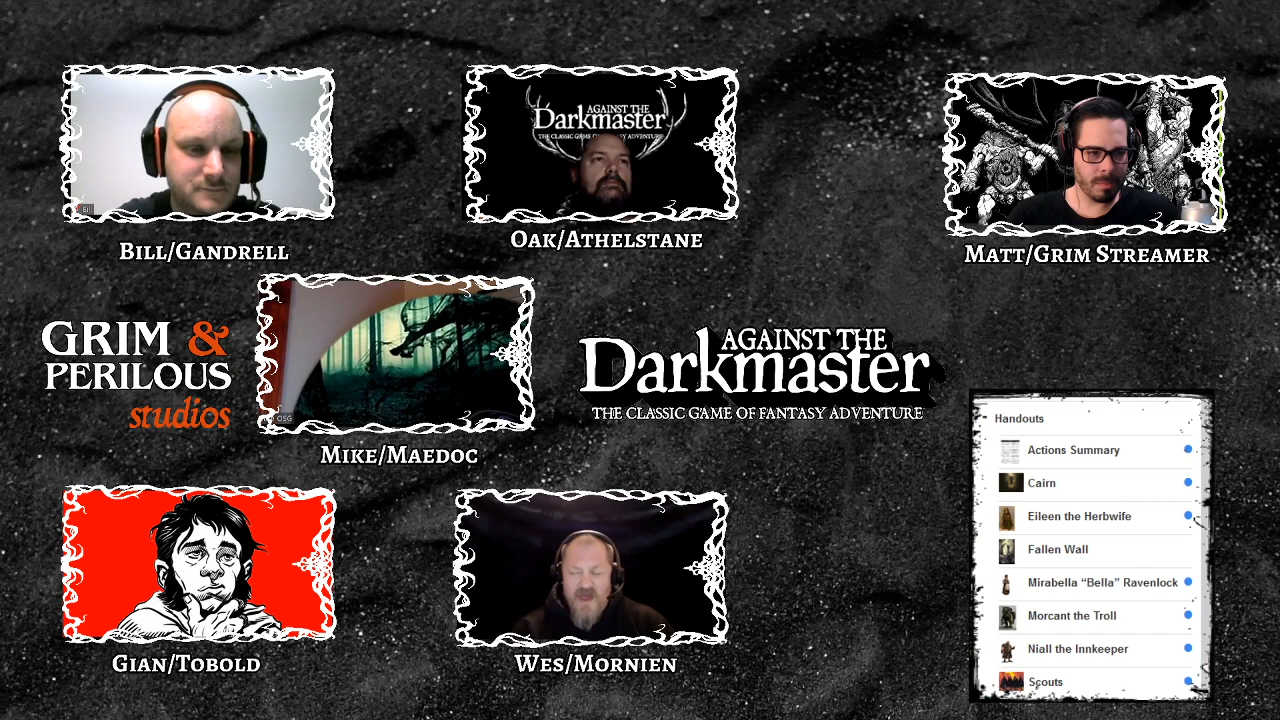 AGAINST THE
Darkmaster
THE CLASSIC GAME OF FANTASY ADVENTURE
Bill
Bill/Gandrell
Oak/Athelstane
Matt/Grim Streamer
GRIM &
PERILOUS
studios
OSG
Mike/Maedoc
AGAINST THE
Darkmaster
THE CLASSIC GAME OF FANTASY ADVENTURE
Handouts
Actions Summary
Cairn
Eileen the Herbwife
Fallen Wall
Mirabella “Bella” Ravenlock
Morcant the Troll
Niall the Innkeeper
Scouts
Gian/Tobold
Wes/Mornien